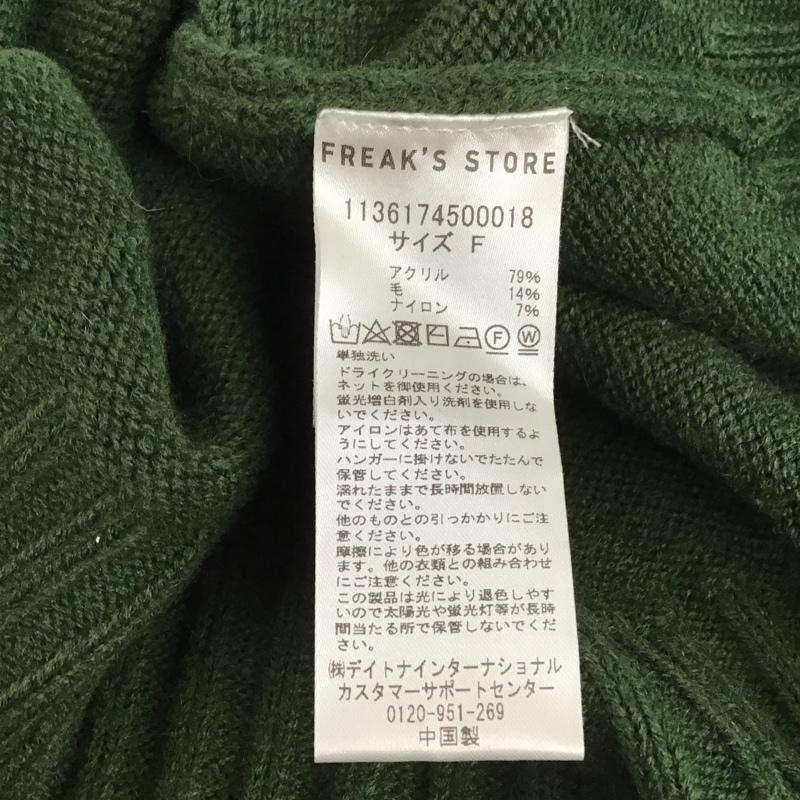 FREAK'S STORE
1136174500018
サイズ F
アクリル 79%
毛 14%
ナイロン 7%
F W
単独洗い
ドライクリーニングの場合は、
ネットを御使用ください。
蛍光増白剤入り洗剤を使用しな
いでください。
アイロンはあて布を使用するよ
うにしてください。
ハンガーに掛けないでたたんで
保管してください。
濡れたままで長時間放置しない
でください。
他のものとの引っかかりにご注
意ください。
摩擦により色が移る場合があり
ます。他の衣類との組み合わせ
にご注意ください。
この製品は光により退色しやす
いので太陽光や蛍光灯等が長時
間当たる所で保管しないでくだ
さい。
㈱デイトナインターナショナル
カスタマーサポートセンター
0120-951-269
中国製